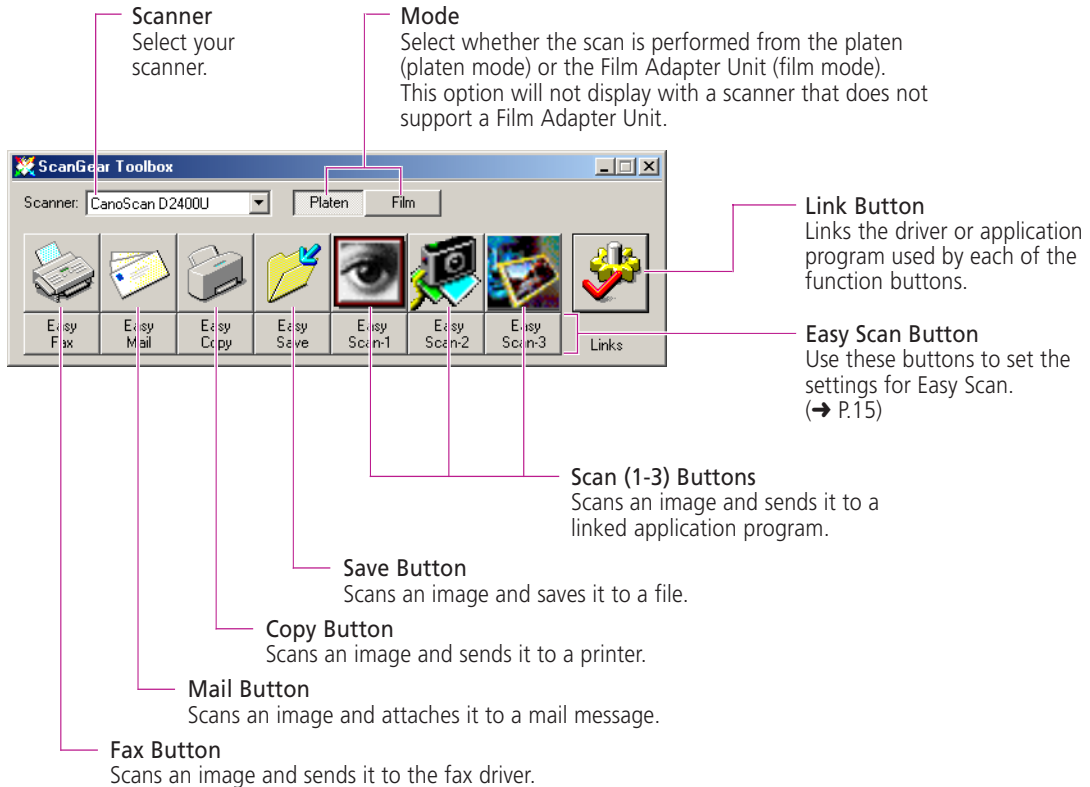 Scanner
Select your
scanner.
Mode
Select whether the scan is performed from the platen
(platen mode) or the Film Adapter Unit (film mode).
This option will not display with a scanner that does not
support a Film Adapter Unit.
ScanGear Toolbox
Scanner: CanoScan D2400U Platen Film
Easy Fax
Easy Mail
Easy Copy
Easy Save
Easy Scan-1
Easy Scan-2
Easy Scan-3
Links
Link Button
Links the driver or application
program used by each of the
function buttons.
Easy Scan Button
Use these buttons to set the
settings for Easy Scan.
(➜ P.15)
Scan (1-3) Buttons
Scans an image and sends it to a
linked application program.
Save Button
Scans an image and saves it to a file.
Copy Button
Scans an image and sends it to a printer.
Mail Button
Scans an image and attaches it to a mail message.
Fax Button
Scans an image and sends it to the fax driver.